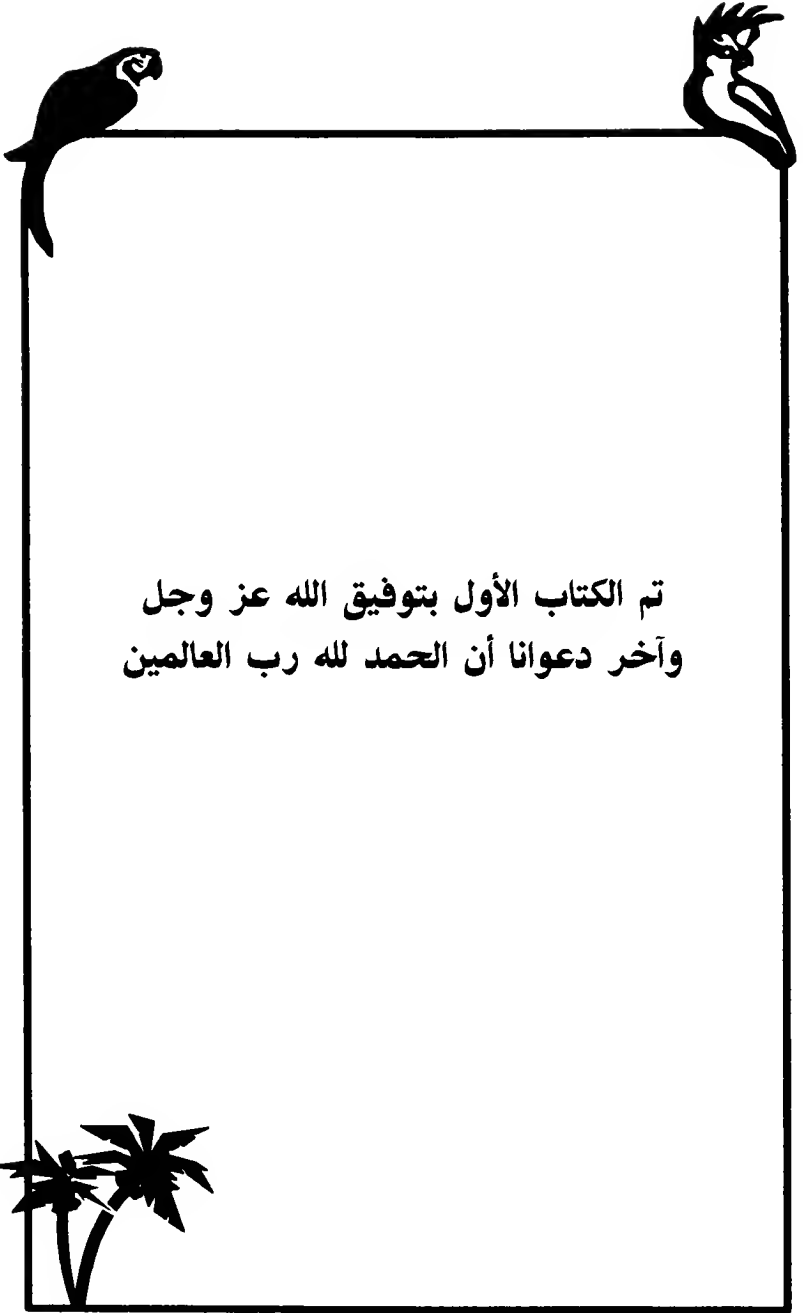 تم الكتاب الأول بتوفيق الله عز وجل
وآخر دعوانا أن الحمد لله رب العالمين